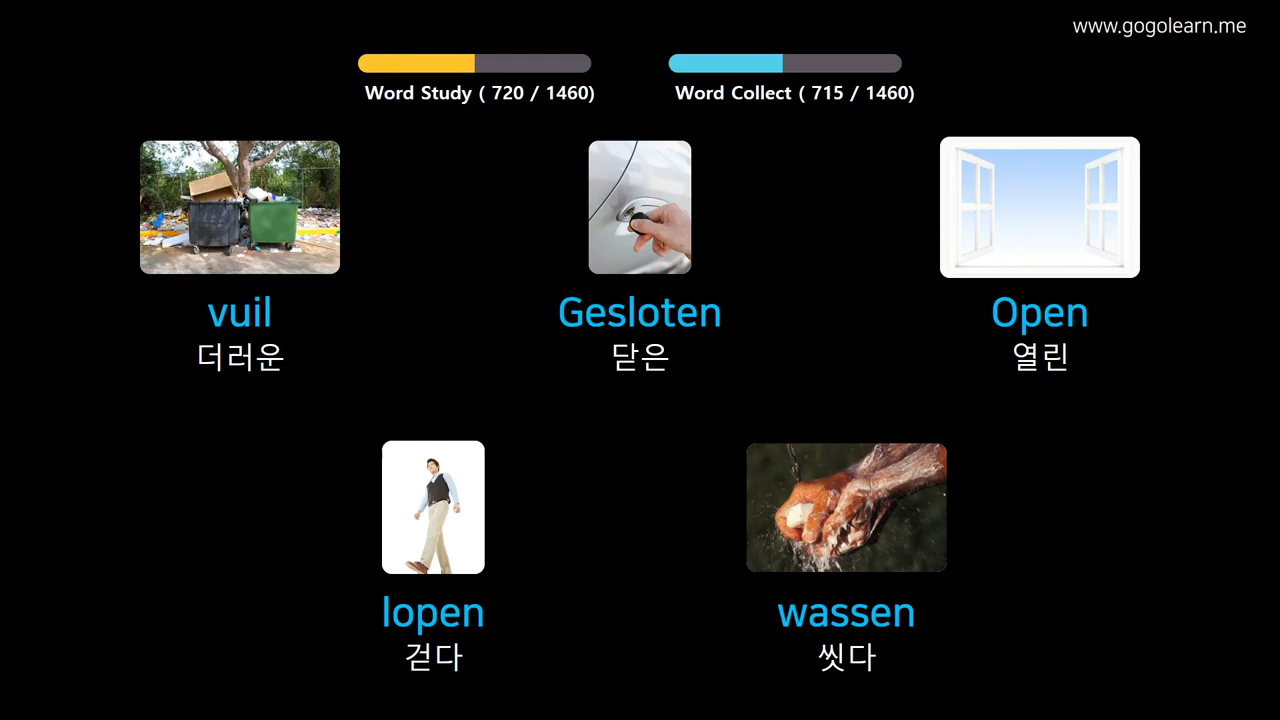 www.gogolearn.me
Word Study ( 720 / 1460)
Word Collect ( 715 / 1460)
vuil
더러운
Gesloten
닫은
Open
열린
lopen
걷다
wassen
씻다